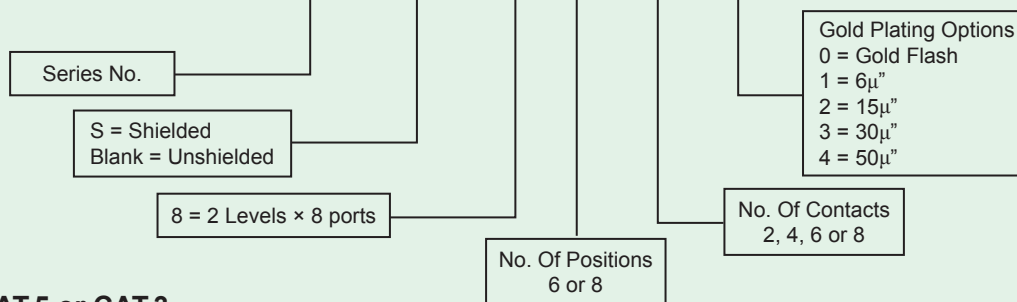 Gold Plating Options
0 = Gold Flash
1 = 6µ”
2 = 15µ”
3 = 30µ”
4 = 50µ”
Series No.
S = Shielded
Blank = Unshielded
8 = 2 Levels × 8 ports
No. Of Contacts
2, 4, 6 or 8
No. Of Positions
6 or 8